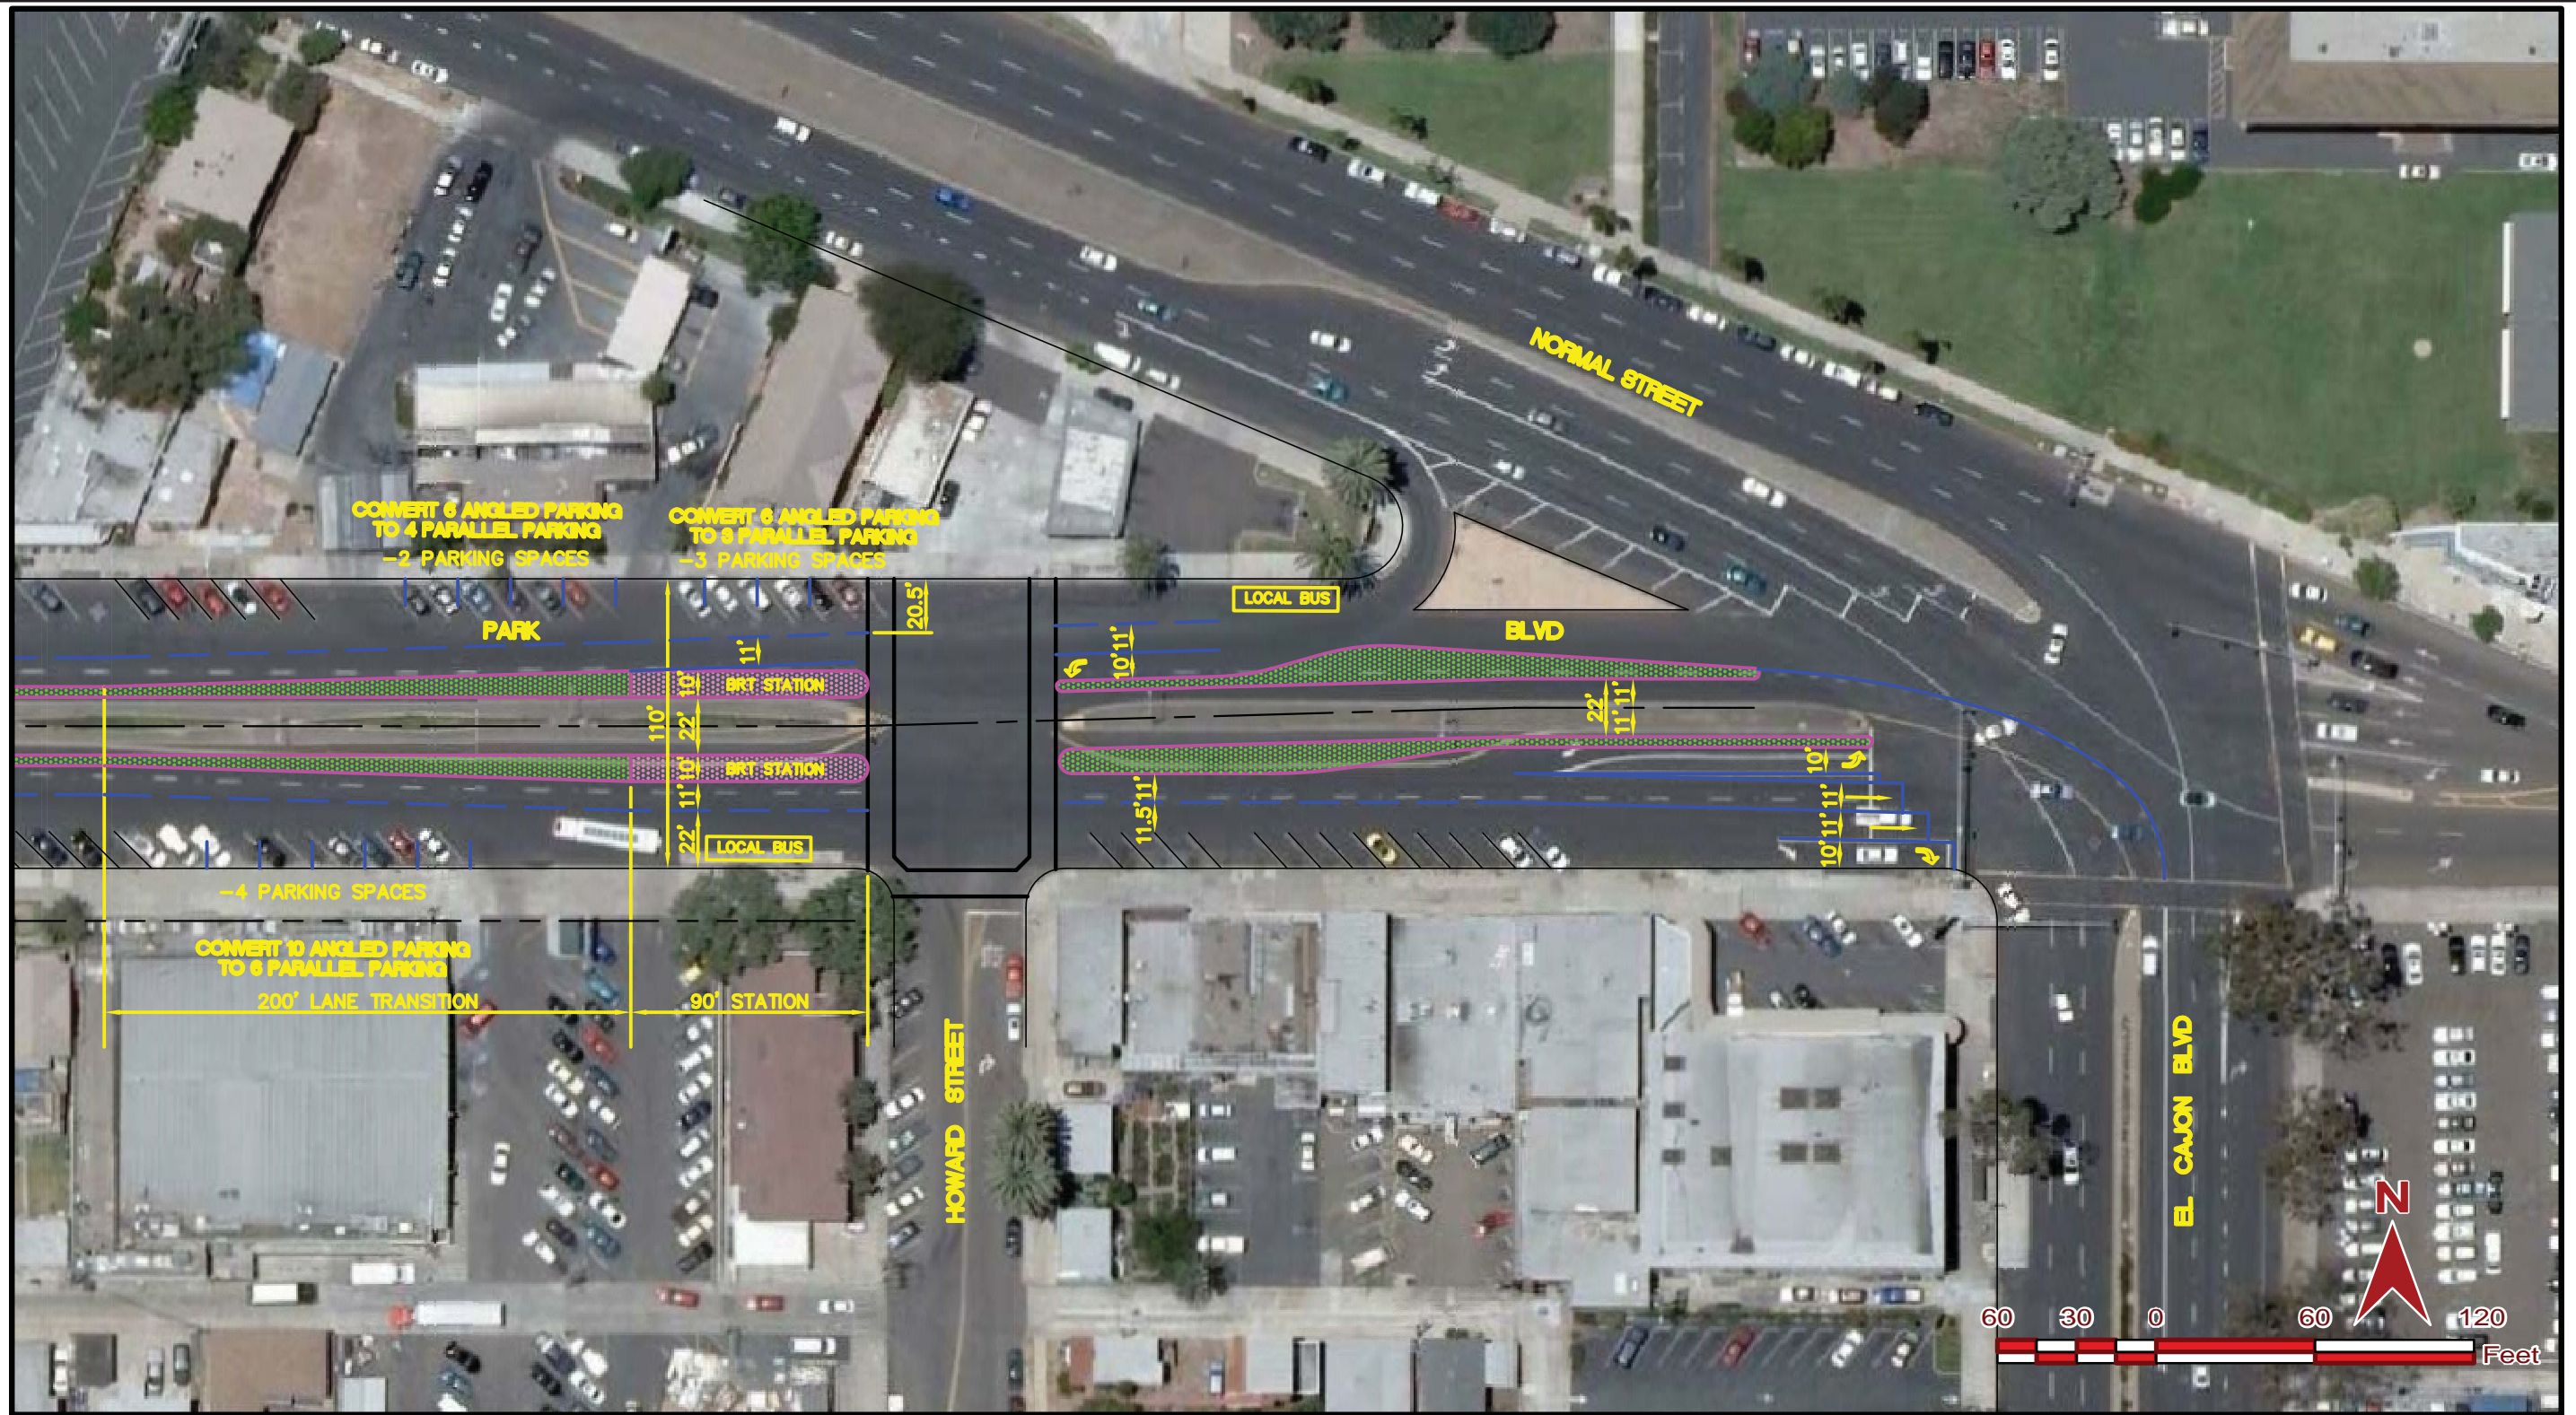 NORMAL STREET
CONVERT 6 ANGLED PARKING
TO 4 PARALLEL PARKING
-2 PARKING SPACES
CONVERT 6 ANGLED PARKING
TO 3 PARALLEL PARKING
-3 PARKING SPACES
20.5'
LOCAL BUS
PARK
BLVD
11'
10' 11'
BRT STATION
10'
110'
22'
22'
11' 11'
BRT STATION
11' 10'
10'
11.5' 11'
11'
10' 11'
22'
LOCAL BUS
-4 PARKING SPACES
CONVERT 10 ANGLED PARKING
TO 6 PARALLEL PARKING
200' LANE TRANSITION
90' STATION
HOWARD STREET
EL CAJON BLVD
N
60 30 0 60 120
Feet